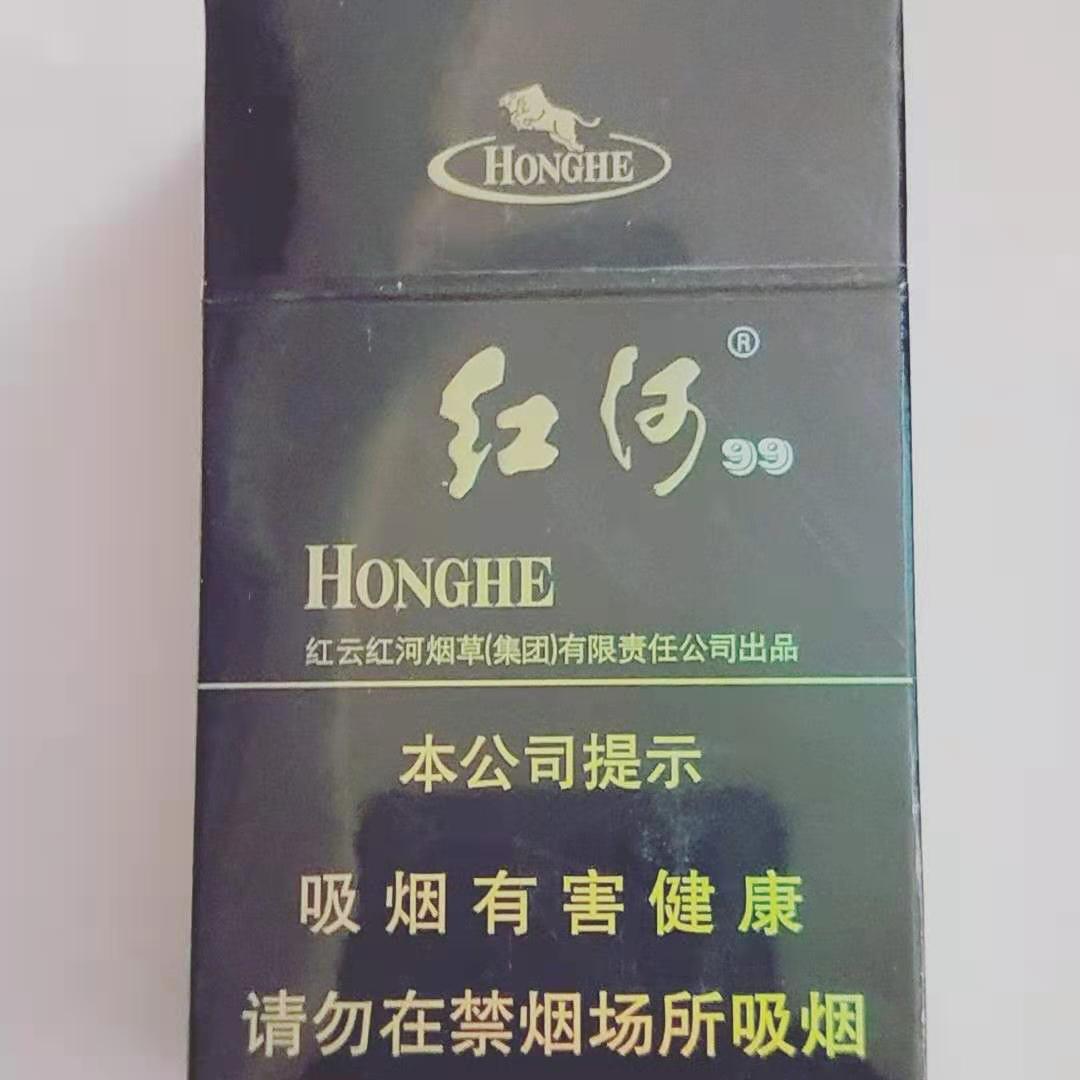 HONGHE
红河®
99
HONGHE
红云红河烟草(集团)有限责任公司出品
本公司提示
吸烟有害健康
请勿在禁烟场所吸烟